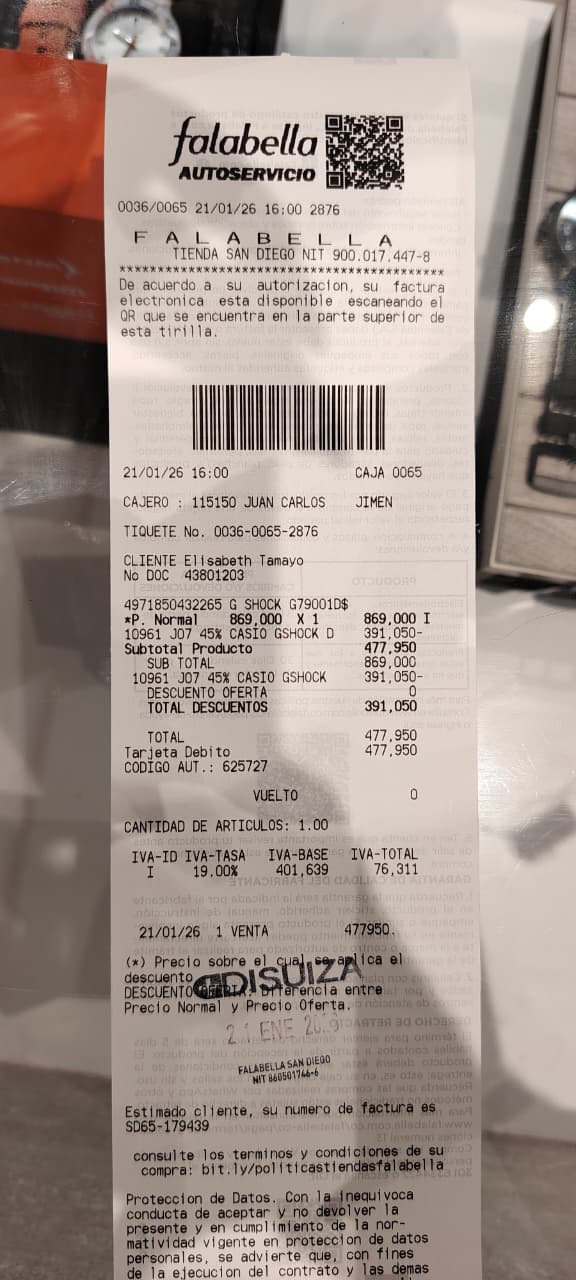 falabella
AUTOSERVICIO
0036/0065 21/01/26 16:00 2876
F A L A B E L L A
TIENDA SAN DIEGO NIT 900.017.447-8
********************************************
De acuerdo a su autorizacion, su factura
electronica esta disponible escaneando el
QR que se encuentra en la parte superior de
esta tirilla.
21/01/26 16:00 CAJA 0065
CAJERO : 115150 JUAN CARLOS JIMEN
TIQUETE No. 0036-0065-2876
CLIENTE Elisabeth Tamayo
No DOC 43801203
4971850432265 G SHOCK G79001D$
*P. Normal 869,000 X 1 869,000 I
10961 J07 45% CASIO GSHOCK D 391,050-
Subtotal Producto 477,950
SUB TOTAL 869,000
10961 J07 45% CASIO GSHOCK 391,050-
DESCUENTO OFERTA 0
TOTAL DESCUENTOS 391,050
TOTAL 477,950
Tarjeta Debito 477,950
CODIGO AUT.: 625727
VUELTO 0
CANTIDAD DE ARTICULOS: 1.00
IVA-ID IVA-TASA IVA-BASE IVA-TOTAL
I 19.00% 401,639 76,311
21/01/26 1 VENTA 477950.
(*) Precio sobre el cual se aplica el
descuento
DISUIZA
DESCUENTO OFERTA: Diferencia entre
Precio Normal y Precio Oferta.
21 ENE
FALABELLA SAN DIEGO
NIT 860501746-6
Estimado cliente, su numero de factura es
SD65-179439
consulte los terminos y condiciones de su
compra: bit.ly/politicastiendasfalabella
Proteccion de Datos. Con la inequivoca
conducta de aceptar y no devolver la
presente y en cumplimiento de la nor-
matividad vigente en proteccion de datos
personales, se advierte que, con fines
de la ejecucion del contrato y las demas